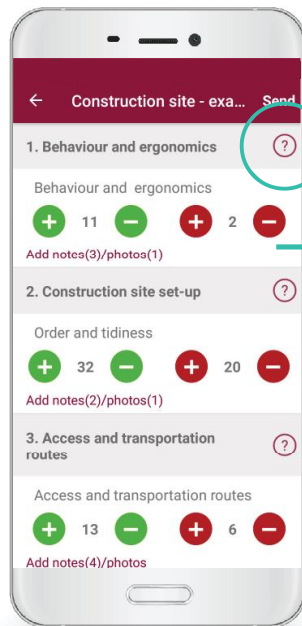 ← Construction site - exa... Send
1. Behaviour and ergonomics ?
Behaviour and ergonomics
+ 11 − + 2 −
Add notes(3)/photos(1)
2. Construction site set-up ?
Order and tidiness
+ 32 − + 20 −
Add notes(2)/photos(1)
3. Access and transportation ?
routes
Access and transportation routes
+ 13 − + 6 −
Add notes(4)/photos